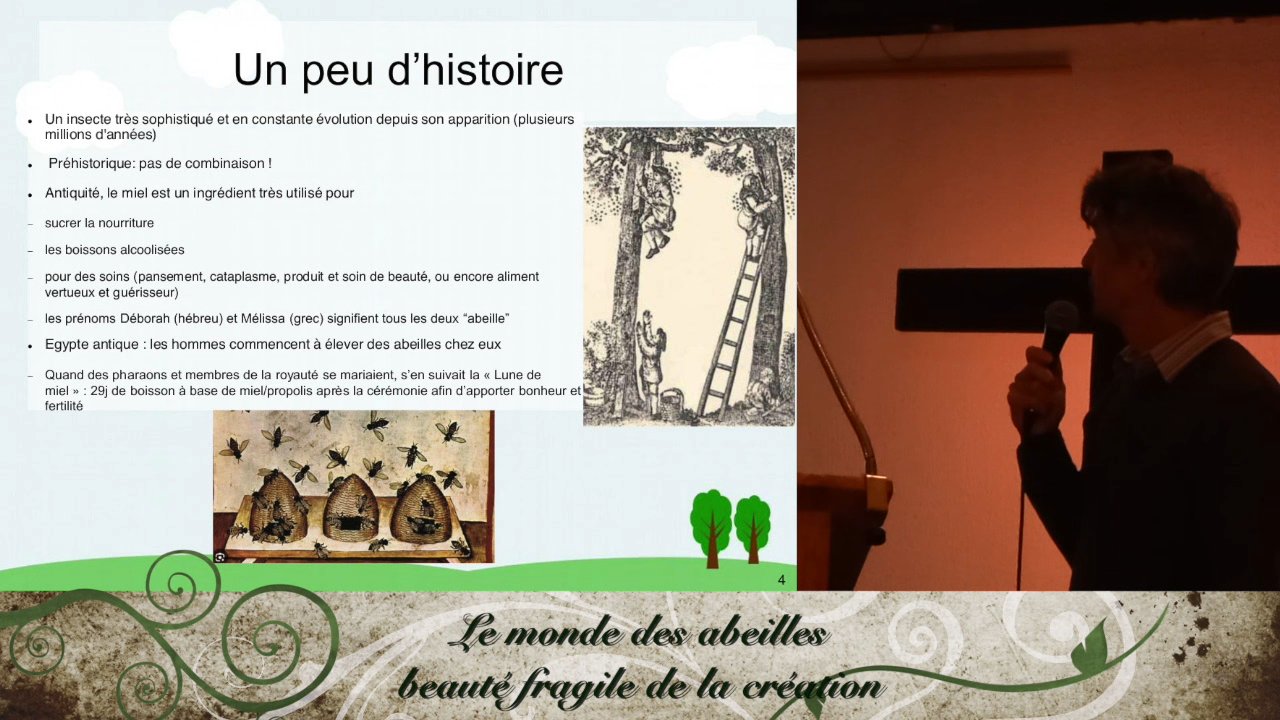 Un peu d’histoire
• Un insecte très sophistiqué et en constante évolution depuis son apparition (plusieurs
millions d'années)
• Préhistorique: pas de combinaison !
• Antiquité, le miel est un ingrédient très utilisé pour
– sucrer la nourriture
– les boissons alcoolisées
– pour des soins (pansement, cataplasme, produit et soin de beauté, ou encore aliment
vertueux et guérisseur)
– les prénoms Déborah (hébreu) et Mélissa (grec) signifient tous les deux “abeille”
• Egypte antique : les hommes commencent à élever des abeilles chez eux
– Quand des pharaons et membres de la royauté se mariaient, s’en suivait la « Lune de
miel » : 29j de boisson à base de miel/propolis après la cérémonie afin d’apporter bonheur et
fertilité
4
Le monde des abeilles
beauté fragile de la création